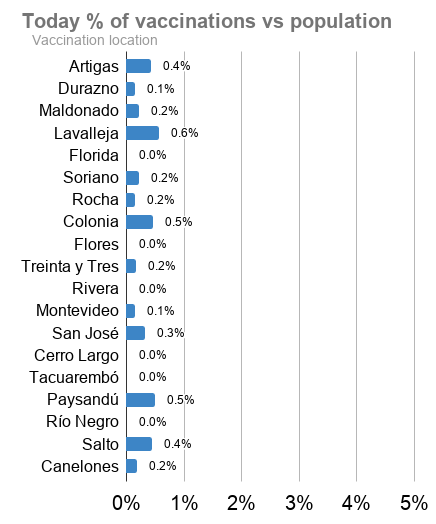 Today % of vaccinations vs population
Vaccination location
Artigas 0.4%
Durazno 0.1%
Maldonado 0.2%
Lavalleja 0.6%
Florida 0.0%
Soriano 0.2%
Rocha 0.2%
Colonia 0.5%
Flores 0.0%
Treinta y Tres 0.2%
Rivera 0.0%
Montevideo 0.1%
San José 0.3%
Cerro Largo 0.0%
Tacuarembó 0.0%
Paysandú 0.5%
Río Negro 0.0%
Salto 0.4%
Canelones 0.2%
0% 1% 2% 3% 4% 5%